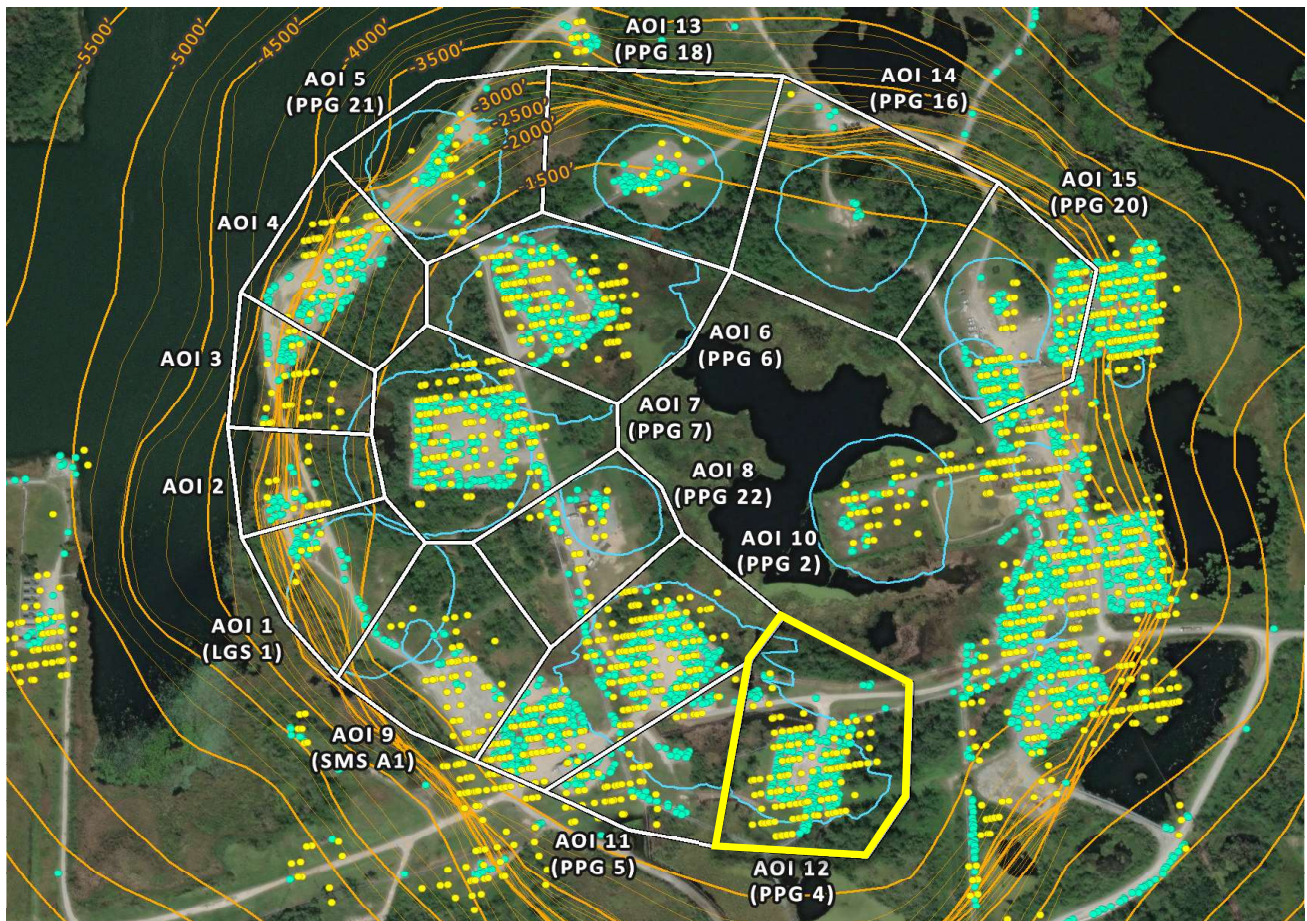 -5500'
-5000'
-4500'
-4000'
-3500'
-3000'
-2500'
-2000'
-1500'
AOI 13
(PPG 18)
AOI 5
(PPG 21)
AOI 14
(PPG 16)
AOI 15
(PPG 20)
AOI 4
AOI 3
AOI 6
(PPG 6)
AOI 7
(PPG 7)
AOI 2
AOI 8
(PPG 22)
AOI 10
(PPG 2)
AOI 1
(LGS 1)
AOI 9
(SMS A1)
AOI 11
(PPG 5)
AOI 12
(PPG 4)